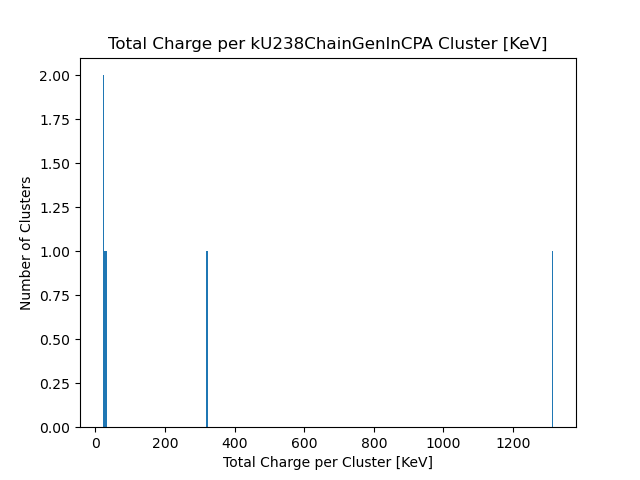 Total Charge per kU238ChainGenInCPA Cluster [KeV]
2.00
1.75
1.50
1.25
1.00
0.75
0.50
0.25
0.00
Number of Clusters
0 200 400 600 800 1000 1200
Total Charge per Cluster [KeV]